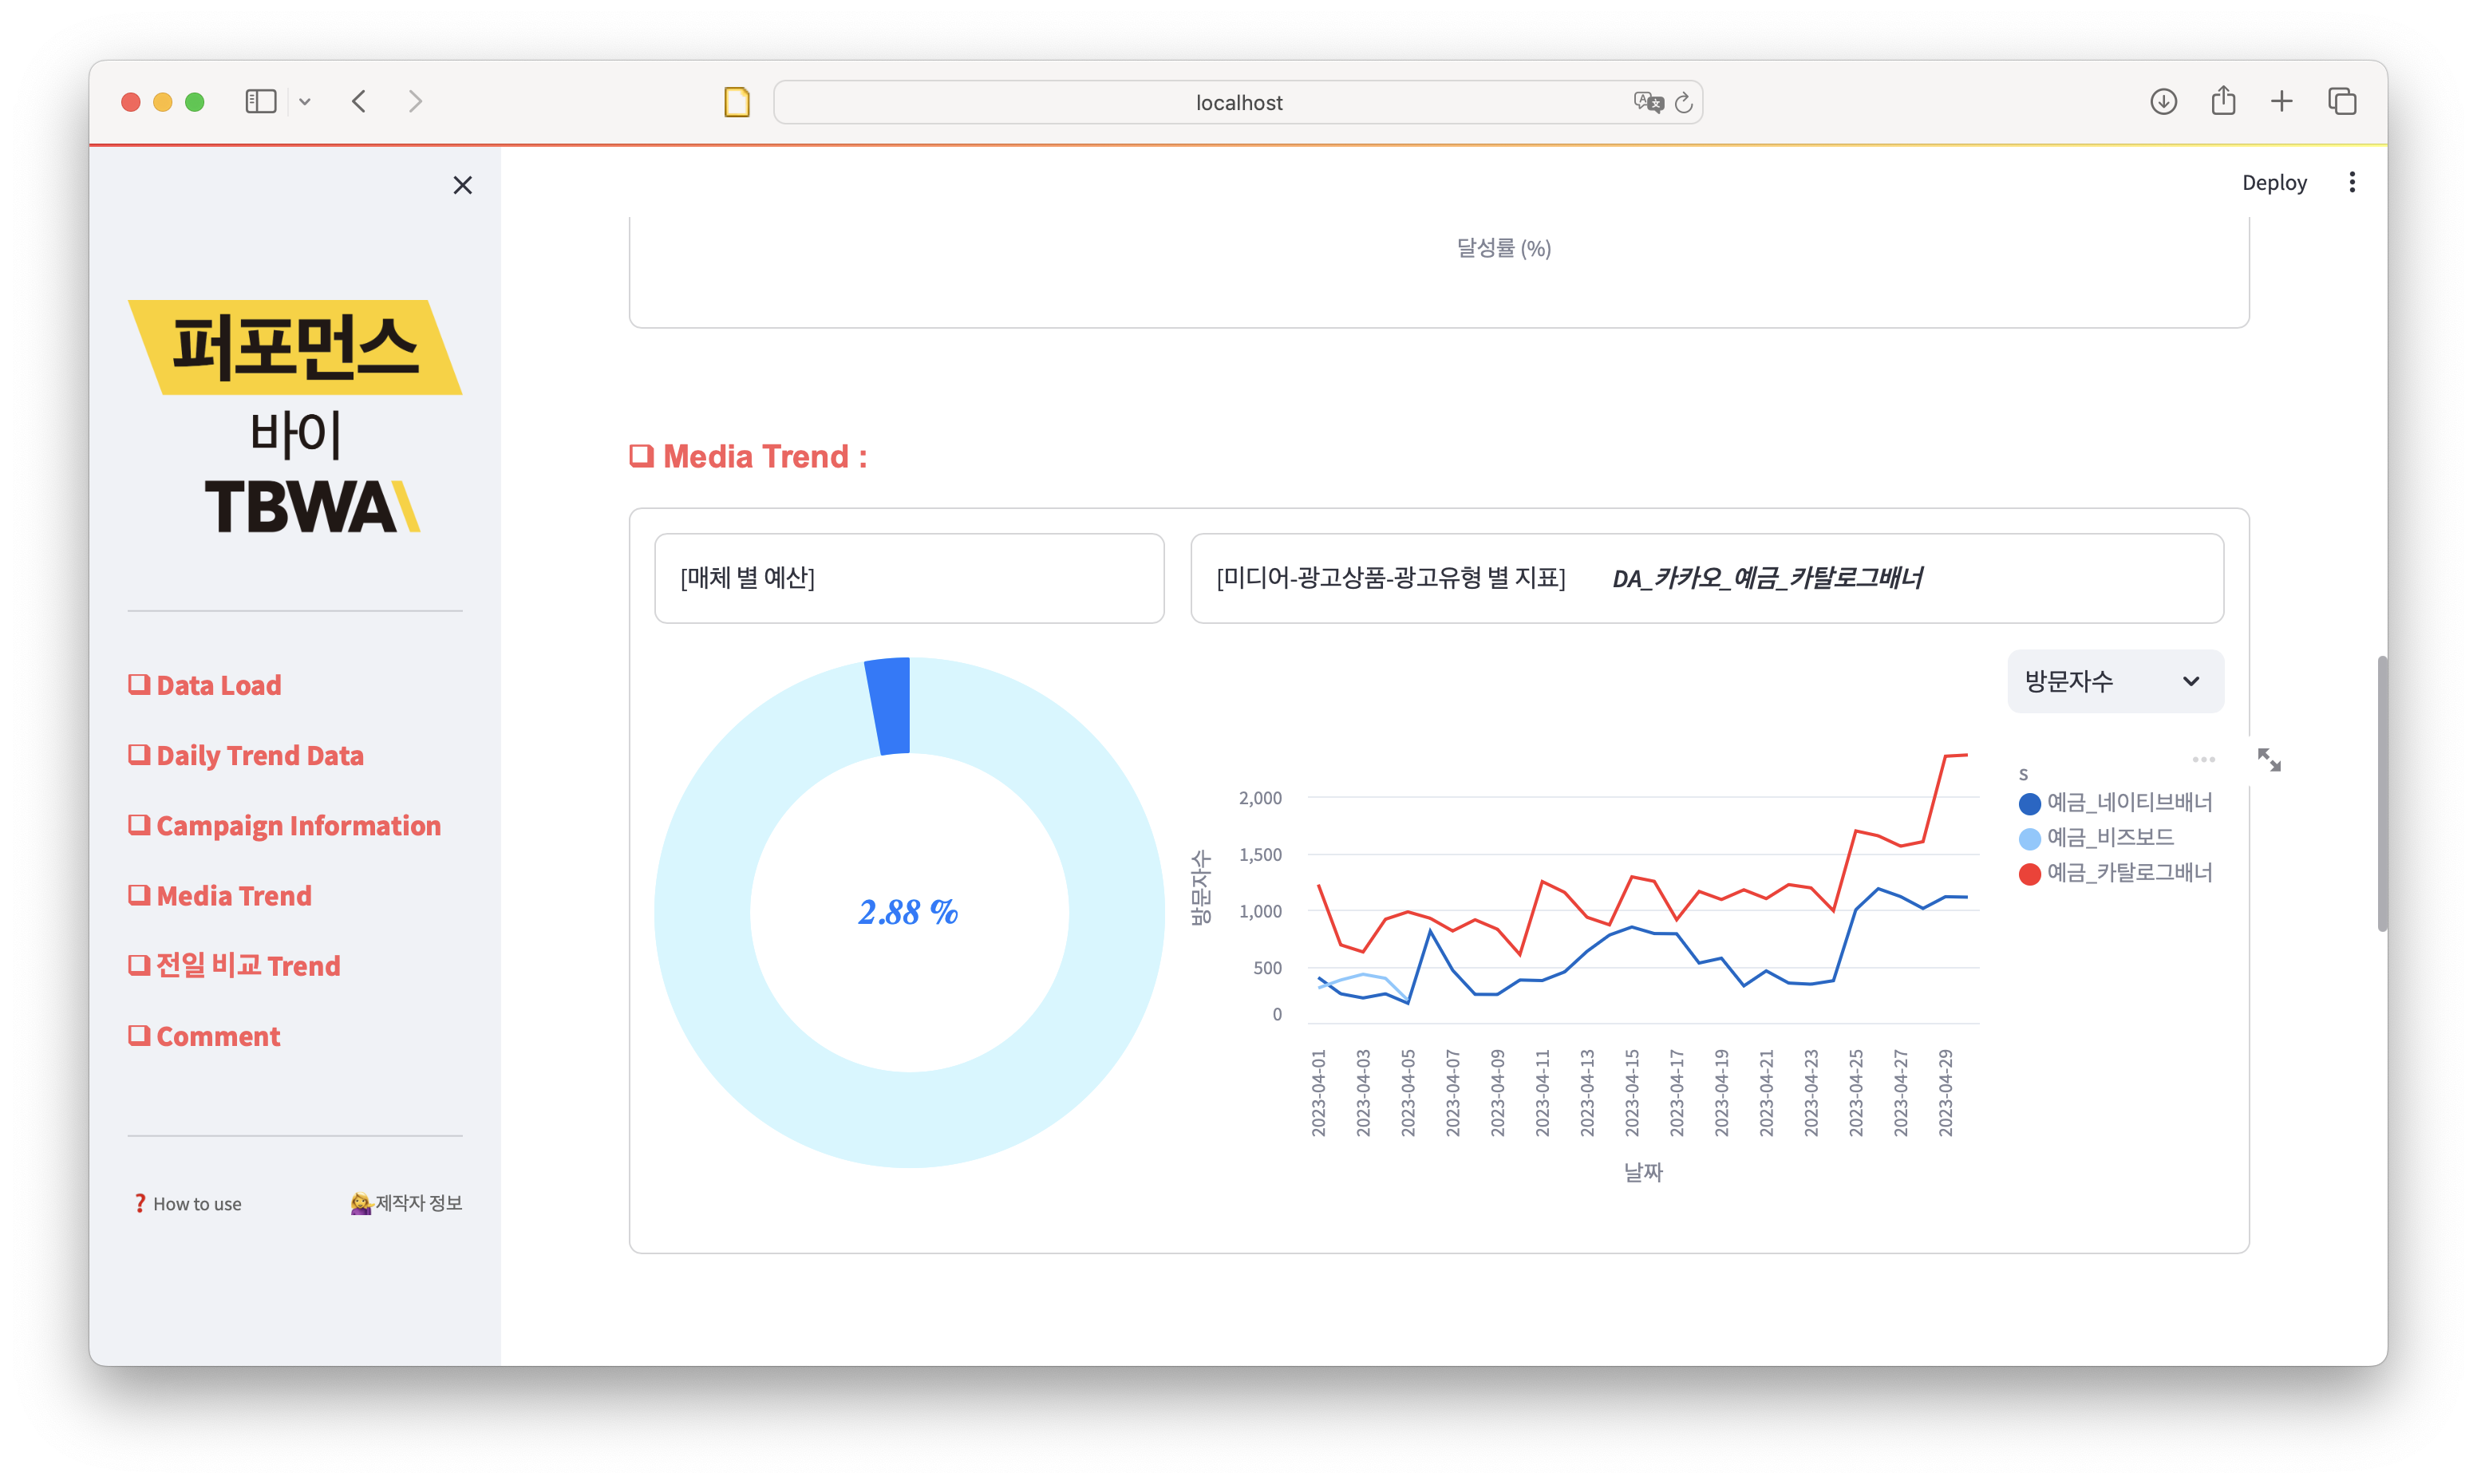 localhost
Deploy
퍼포먼스
바이
TBWA\
❏ Data Load
❏ Daily Trend Data
❏ Campaign Information
❏ Media Trend
❏ 전일 비교 Trend
❏ Comment
❓ How to use
제작자 정보
달성률 (%)
❏ Media Trend :
[매체 별 예산]
[미디어-광고상품-광고유형 별 지표] DA_카카오_예금_카탈로그배너
2.88 %
방문자수
s
예금_네이티브배너
예금_비즈보드
예금_카탈로그배너
방문자수
2,000
1,500
1,000
500
0
2023-04-01
2023-04-03
2023-04-05
2023-04-07
2023-04-09
2023-04-11
2023-04-13
2023-04-15
2023-04-17
2023-04-19
2023-04-21
2023-04-23
2023-04-25
2023-04-27
2023-04-29
날짜